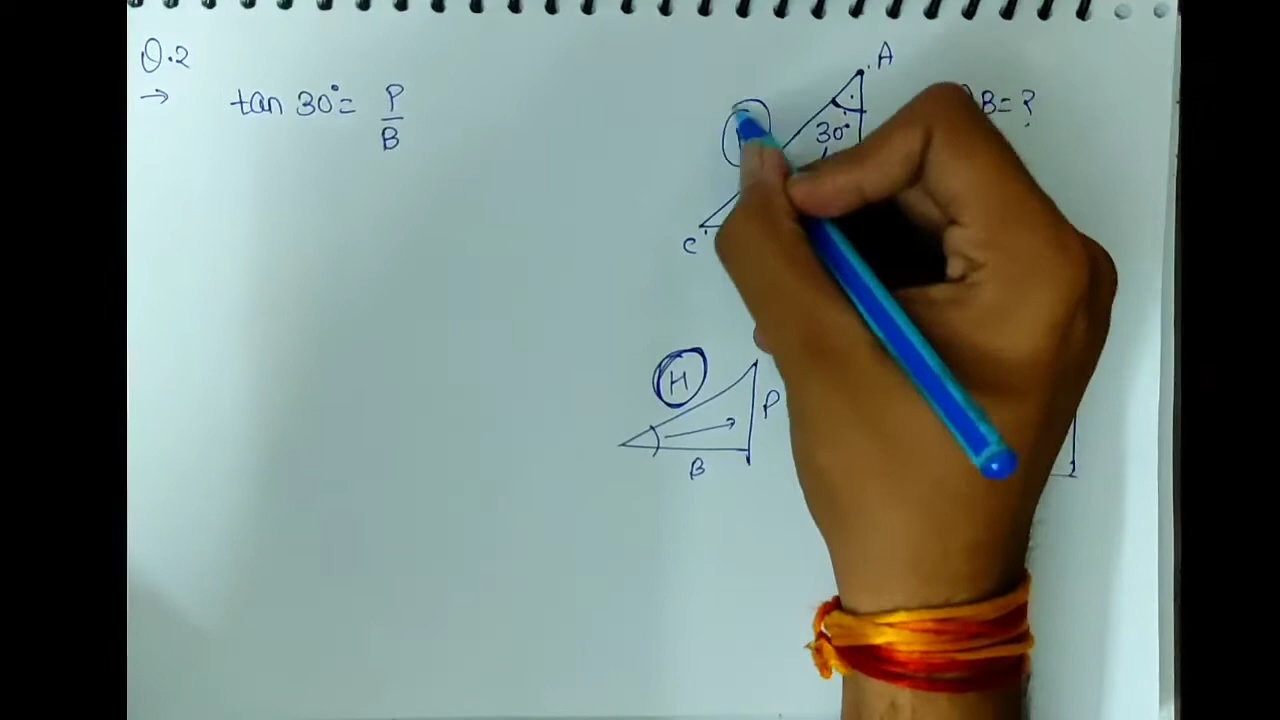 Q.2
→ tan 30° = P/B
A
B = ?
30°
C
H
P
B